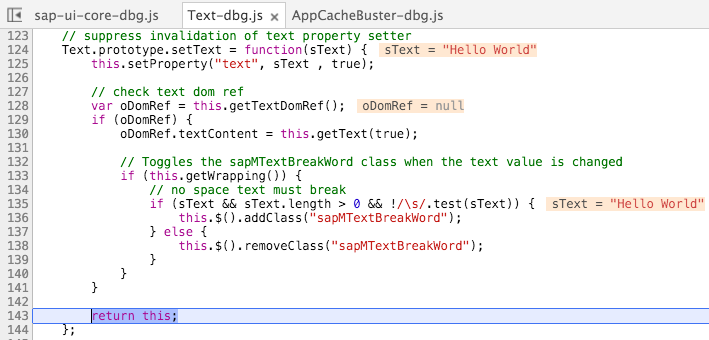 sap-ui-core-dbg.js Text-dbg.js × AppCacheBuster-dbg.js
123 // suppress invalidation of text property setter
124 Text.prototype.setText = function(sText) { sText = "Hello World"
125 this.setProperty("text", sText , true);
126
127 // check text dom ref
128 var oDomRef = this.getTextDomRef(); oDomRef = null
129 if (oDomRef) {
130 oDomRef.textContent = this.getText(true);
131
132 // Toggles the sapMTextBreakWord class when the text value is changed
133 if (this.getWrapping()) {
134 // no space text must break
135 if (sText && sText.length > 0 && !/\s/.test(sText)) { sText = "Hello World"
136 this.$().addClass("sapMTextBreakWord");
137 } else {
138 this.$().removeClass("sapMTextBreakWord");
139 }
140 }
141 }
142
143 return this;
144 };